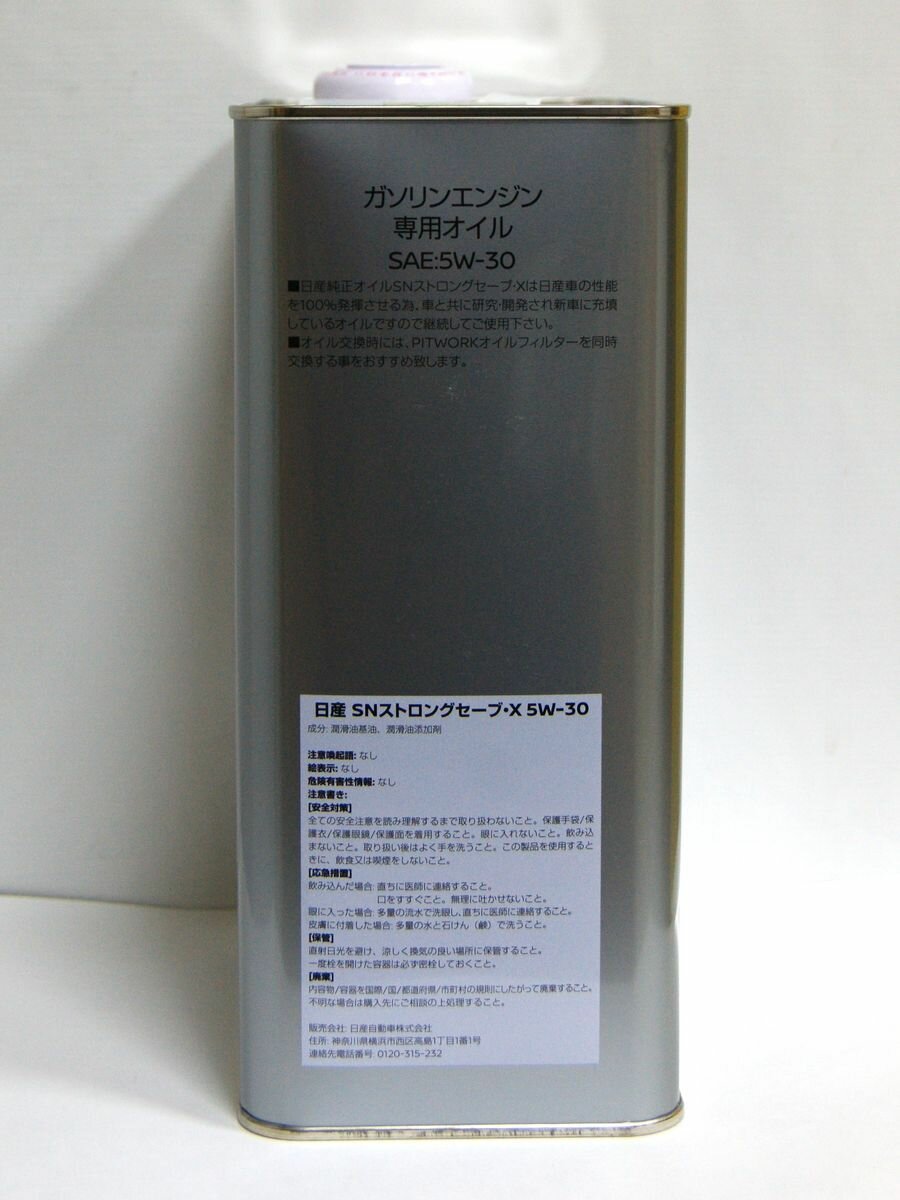 ガソリンエンジン
専用オイル
SAE:5W-30
■日産純正オイルSNストロングセーブ・Xは日産車の性能
を100%発揮させる為、車と共に研究・開発され新車に充填
しているオイルですので継続してご使用下さい。
■オイル交換時には、PITWORKオイルフィルターを同時
交換する事をおすすめ致します。
日産 SNストロングセーブ・X 5W-30
成分: 潤滑油基油、潤滑油添加剤
注意喚起語: なし
絵表示: なし
危険有害性情報: なし
注意書き:
[安全対策]
全ての安全注意を読み理解するまで取り扱わないこと。保護手袋/保
護衣/保護眼鏡/保護面を着用すること。眼に入れないこと。飲み込
まないこと。取り扱い後はよく手を洗うこと。この製品を使用すると
きに、飲食又は喫煙をしないこと。
[応急措置]
飲み込んだ場合: 直ちに医師に連絡すること。
口をすすぐこと。無理に吐かせないこと。
眼に入った場合: 多量の流水で洗眼し、直ちに医師に連絡すること。
皮膚に付着した場合: 多量の水と石けん(鹸)で洗うこと。
[保管]
直射日光を避け、涼しく換気の良い場所に保管すること。
一度栓を開けた容器は必ず密栓しておくこと。
[廃棄]
内容物/容器を国際/国/都道府県/市町村の規則にしたがって廃棄すること。
不明な場合は購入先にご相談の上処理すること。
販売会社: 日産自動車株式会社
住所: 神奈川県横浜市西区高島1丁目1番1号
連絡先電話番号: 0120-315-232